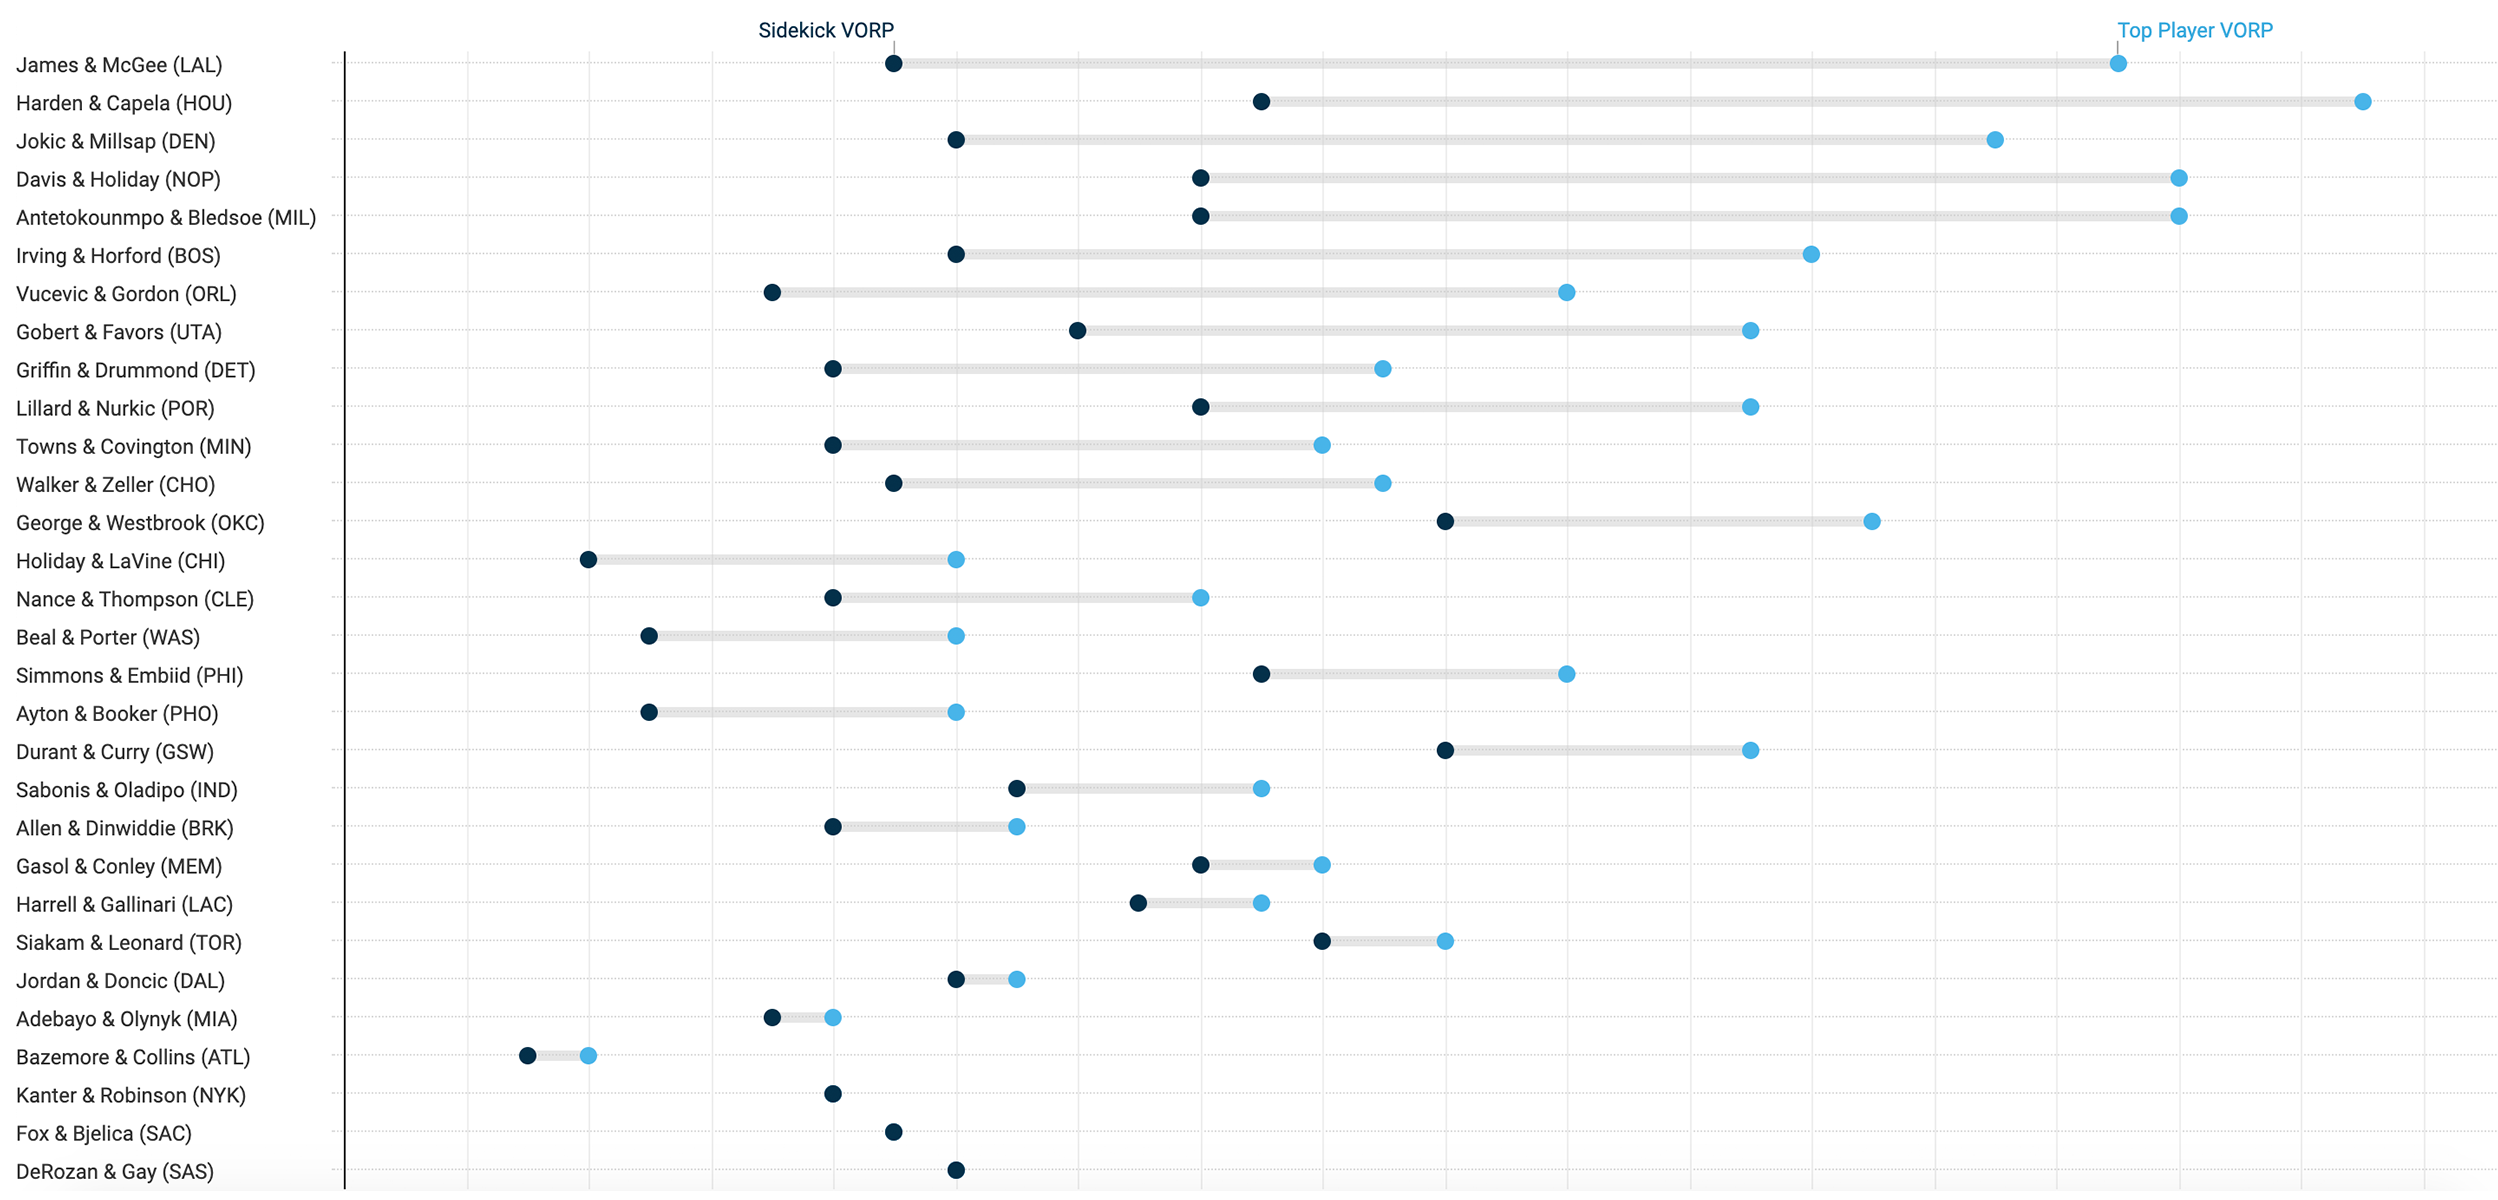 Sidekick VORP
Top Player VORP
James & McGee (LAL)
Harden & Capela (HOU)
Jokic & Millsap (DEN)
Davis & Holiday (NOP)
Antetokounmpo & Bledsoe (MIL)
Irving & Horford (BOS)
Vucevic & Gordon (ORL)
Gobert & Favors (UTA)
Griffin & Drummond (DET)
Lillard & Nurkic (POR)
Towns & Covington (MIN)
Walker & Zeller (CHO)
George & Westbrook (OKC)
Holiday & LaVine (CHI)
Nance & Thompson (CLE)
Beal & Porter (WAS)
Simmons & Embiid (PHI)
Ayton & Booker (PHO)
Durant & Curry (GSW)
Sabonis & Oladipo (IND)
Allen & Dinwiddie (BRK)
Gasol & Conley (MEM)
Harrell & Gallinari (LAC)
Siakam & Leonard (TOR)
Jordan & Doncic (DAL)
Adebayo & Olynyk (MIA)
Bazemore & Collins (ATL)
Kanter & Robinson (NYK)
Fox & Bjelica (SAC)
DeRozan & Gay (SAS)